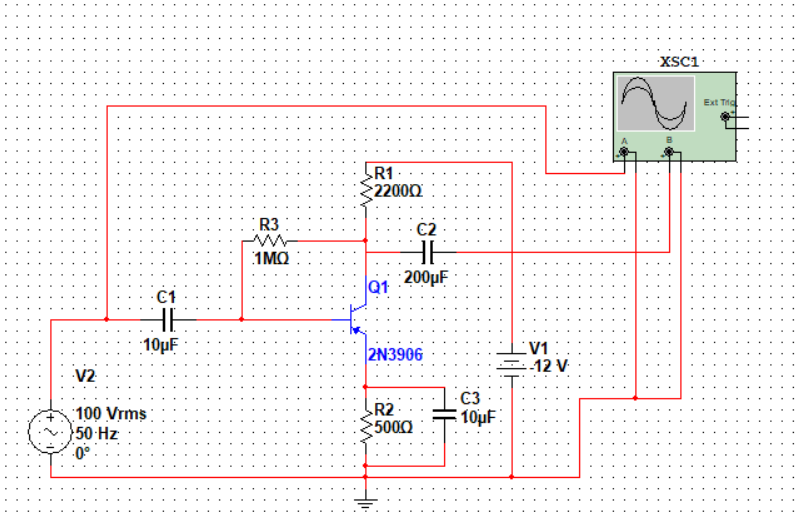 XSC1
Ext Trig
+
A
B
+
-
+
-
R1
2200Ω
R3
1MΩ
C2
200µF
C1
10µF
Q1
2N3906
V1
-12 V
V2
100 Vrms
50 Hz
0°
R2
500Ω
C3
10µF